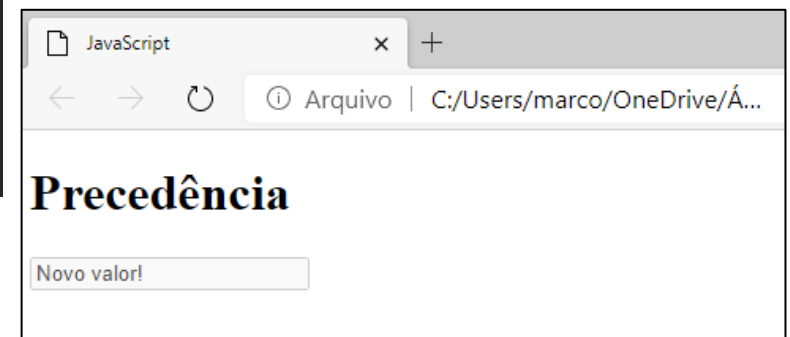 JavaScript
Arquivo | C:/Users/marco/OneDrive/Á...
Precedência
Novo valor!